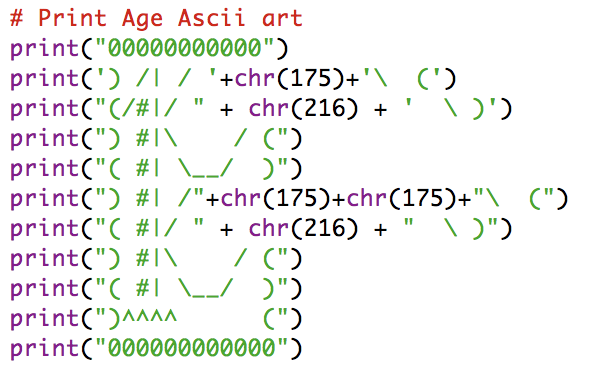 # Print Age Ascii art
print("00000000000")
print(') /| / '+chr(175)+'\  (')
print("(/#|/ " + chr(216) + '  \ )')
print(") #|\    / (")
print("( #| \__/  )")
print(") #| /"+chr(175)+chr(175)+"\  (")
print("( #|/ " + chr(216) + "  \ )")
print(") #|\    / (")
print("( #| \__/  )")
print(")^^^^      (")
print("000000000000")